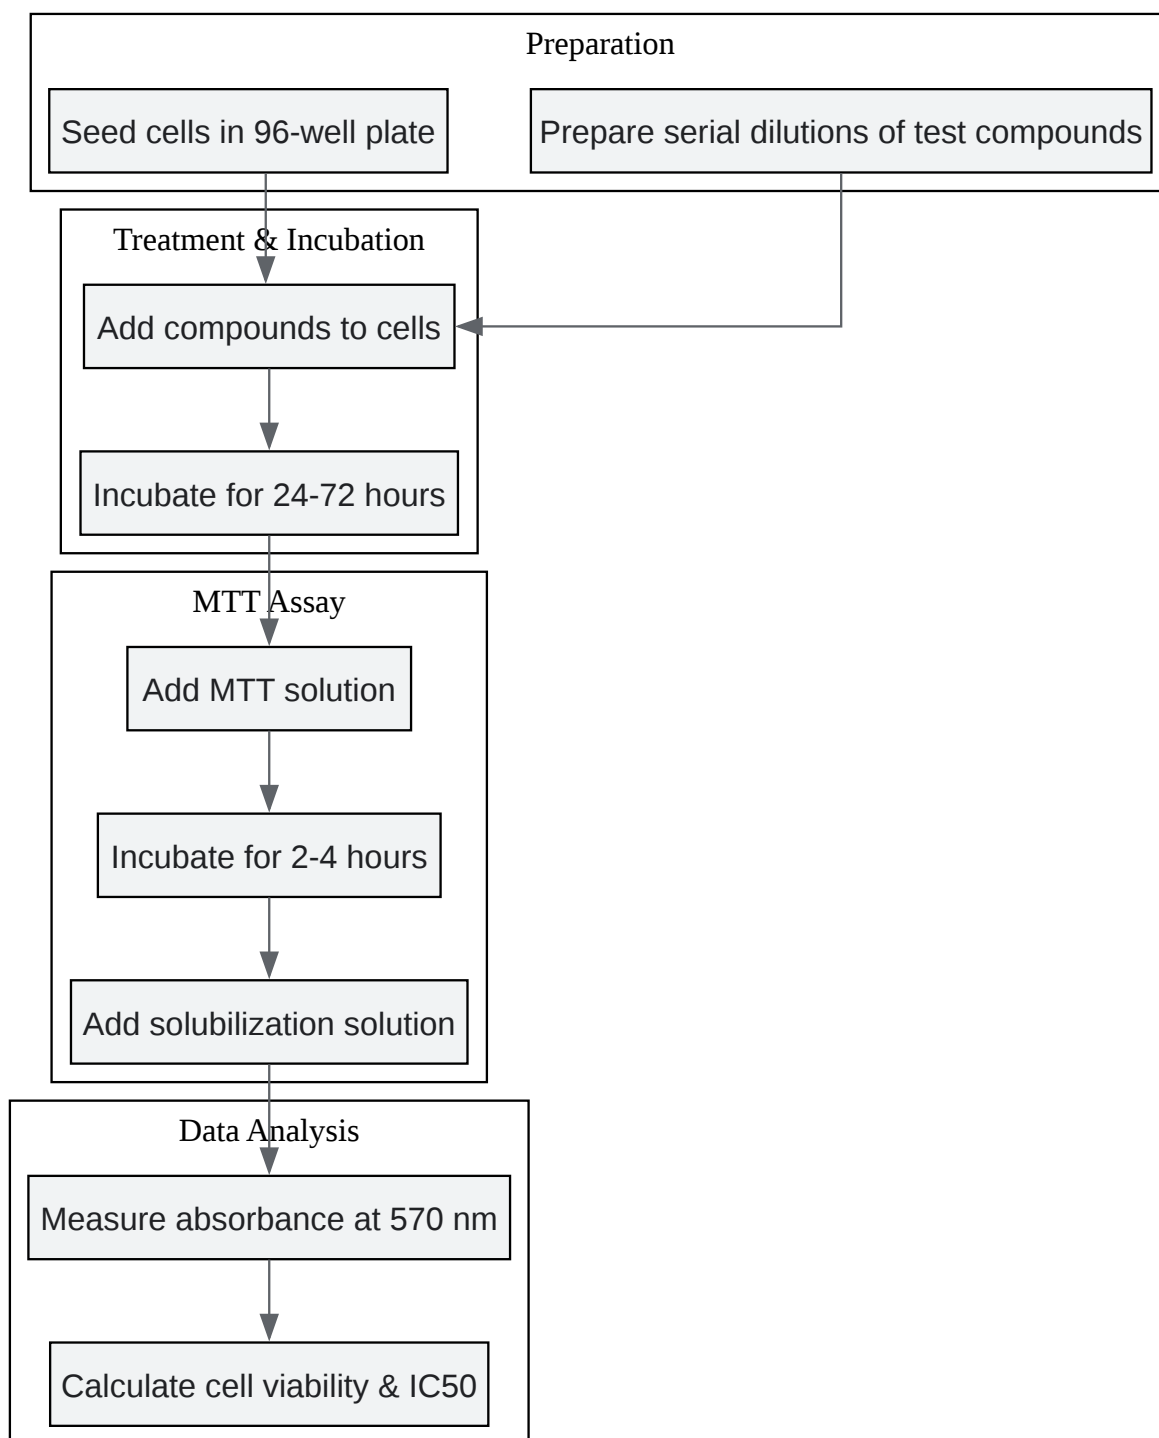 Preparation
Seed cells in 96-well plate
Prepare serial dilutions of test compounds
Treatment & Incubation
Add compounds to cells
Incubate for 24-72 hours
MTT Assay
Add MTT solution
Incubate for 2-4 hours
Add solubilization solution
Data Analysis
Measure absorbance at 570 nm
Calculate cell viability & IC50